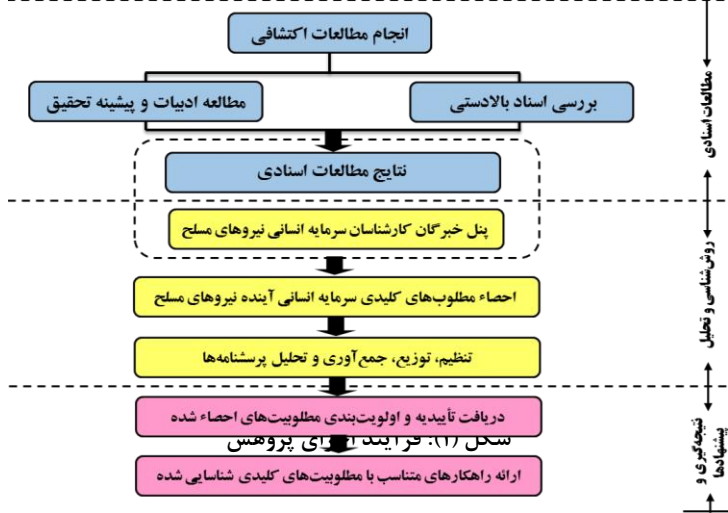 انجام مطالعات اکتشافی
بررسی اسناد بالادستی
مطالعه ادبیات و پیشینه تحقیق
نتایج مطالعات اسنادی
پنل خبرگان کارشناسان سرمایه انسانی نیروهای مسلح
احصاء مطلوب‌های کلیدی سرمایه انسانی آینده نیروهای مسلح
تنظیم، توزیع، جمع‌آوری و تحلیل پرسشنامه‌ها
دریافت تأییدیه و اولویت‌بندی مطلوبیت‌های احصاء شده
شکل (۱): فرآیند اجرای پژوهش
ارائه راهکارهای متناسب با مطلوبیت‌های کلیدی شناسایی شده
مطالعات اسنادی
روش‌شناسی و تحلیل
نتیجه‌گیری و
پیشنهادها